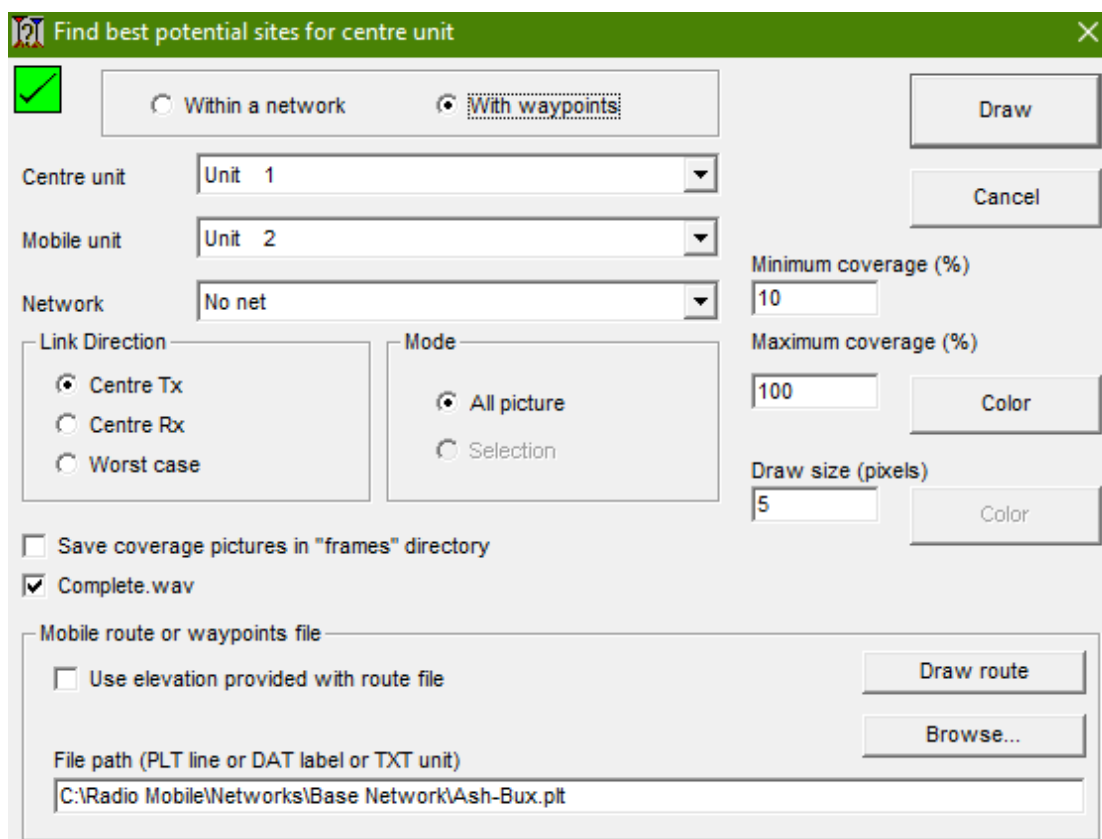 Find best potential sites for centre unit
Within a network With waypoints
Draw
Centre unit Unit 1
Cancel
Mobile unit Unit 2
Minimum coverage (%)
10
Network No net
Link Direction
Centre Tx
Centre Rx
Worst case
Mode
All picture
Selection
Maximum coverage (%)
100
Color
Draw size (pixels)
5
Color
Save coverage pictures in "frames" directory
Complete.wav
Mobile route or waypoints file
Use elevation provided with route file
Draw route
Browse...
File path (PLT line or DAT label or TXT unit)
C:\Radio Mobile\Networks\Base Network\Ash-Bux.plt